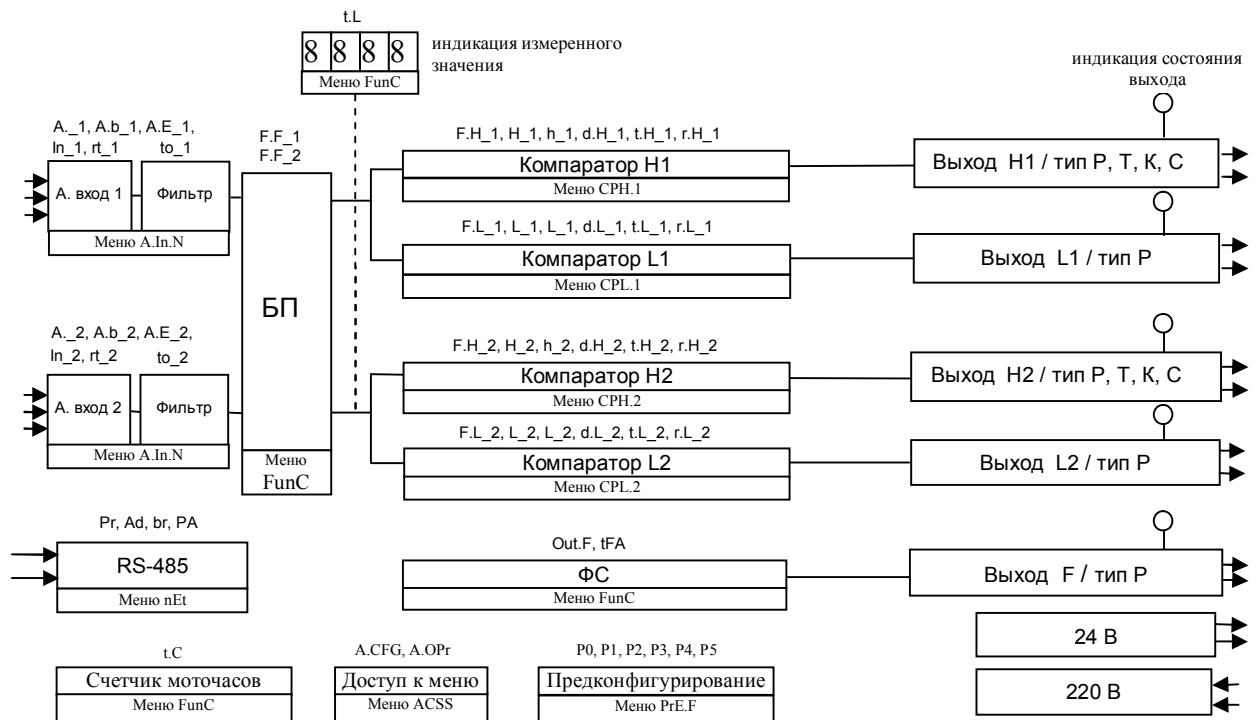 t.L
8 8 8 8
Меню FunC
индикация измеренного
значения
индикация состояния
выхода
A._1, A.b_1, A.E_1,
In_1, rt_1 to_1
А. вход 1
Фильтр
Меню A.In.N
F.F_1
F.F_2
БП
Меню
FunC
F.H_1, H_1, h_1, d.H_1, t.H_1, r.H_1
Компаратор H1
Меню CPH.1
Выход H1 / тип Р, Т, К, С
F.L_1, L_1, L_1, d.L_1, t.L_1, r.L_1
Компаратор L1
Меню CPL.1
Выход L1 / тип Р
A._2, A.b_2, A.E_2,
In_2, rt_2 to_2
А. вход 2
Фильтр
Меню A.In.N
F.H_2, H_2, h_2, d.H_2, t.H_2, r.H_2
Компаратор H2
Меню CPH.2
Выход H2 / тип Р, Т, К, С
F.L_2, L_2, L_2, d.L_2, t.L_2, r.L_2
Компаратор L2
Меню CPL.2
Выход L2 / тип Р
Pr, Ad, br, PA
RS-485
Меню nEt
Out.F, tFA
ФС
Меню FunC
Выход F / тип Р
24 В
220 В
t.C
Счетчик моточасов
Меню FunC
A.CFG, A.OPr
Доступ к меню
Меню ACSS
P0, P1, P2, P3, P4, P5
Предконфигурирование
Меню PrE.F